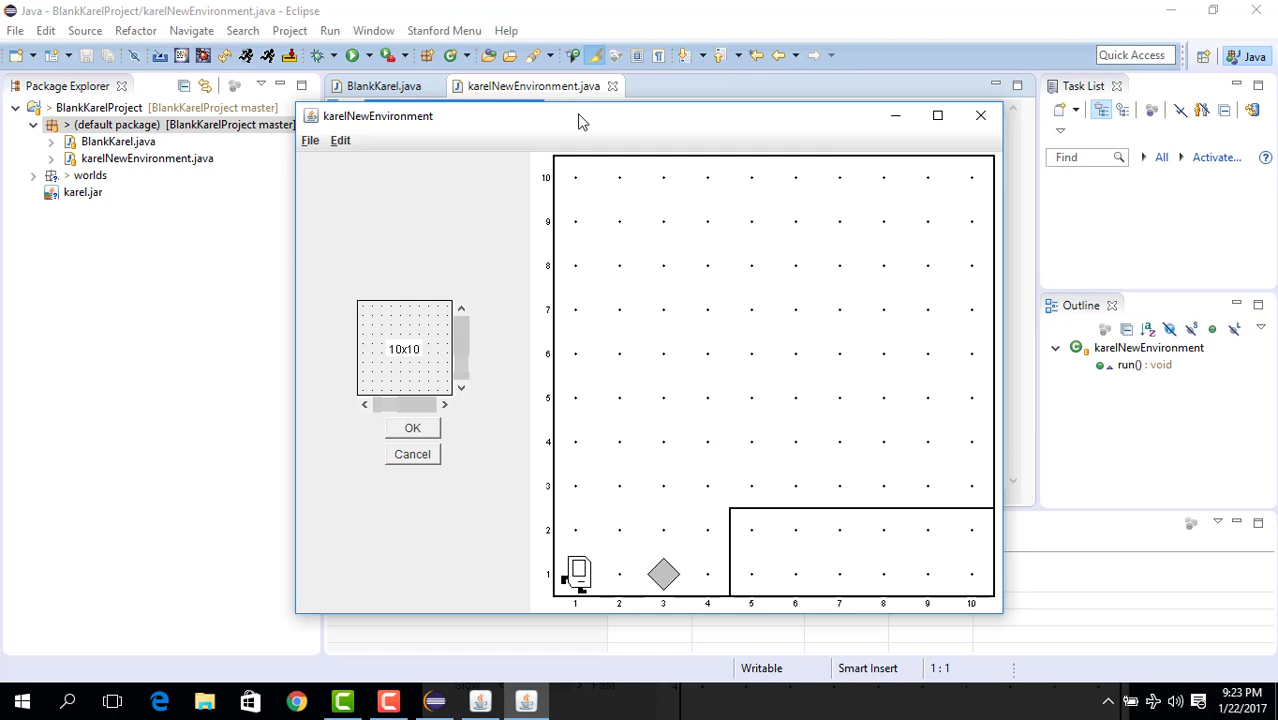 Java - BlankKarelProject/karelNewEnvironment.java - Eclipse
File Edit Source Refactor Navigate Search Project Run Window Stanford Menu Help
Quick Access
Java
Package Explorer
BlankKarel.java
karelNewEnvironment.java
Task List
> BlankKarelProject [BlankKarelProject master]
> (default package) [BlankKarelProject master]
BlankKarel.java
karelNewEnvironment.java
> worlds
karel.jar
karelNewEnvironment
File Edit
10
9
8
7
6
5
4
3
2
1
1 2 3 4 5 6 7 8 9 10
10x10
OK
Cancel
Find
All
Activate...
Outline
karelNewEnvironment
run() : void
Writable
Smart Insert
1 : 1
Fast
9:23 PM
1/22/2017